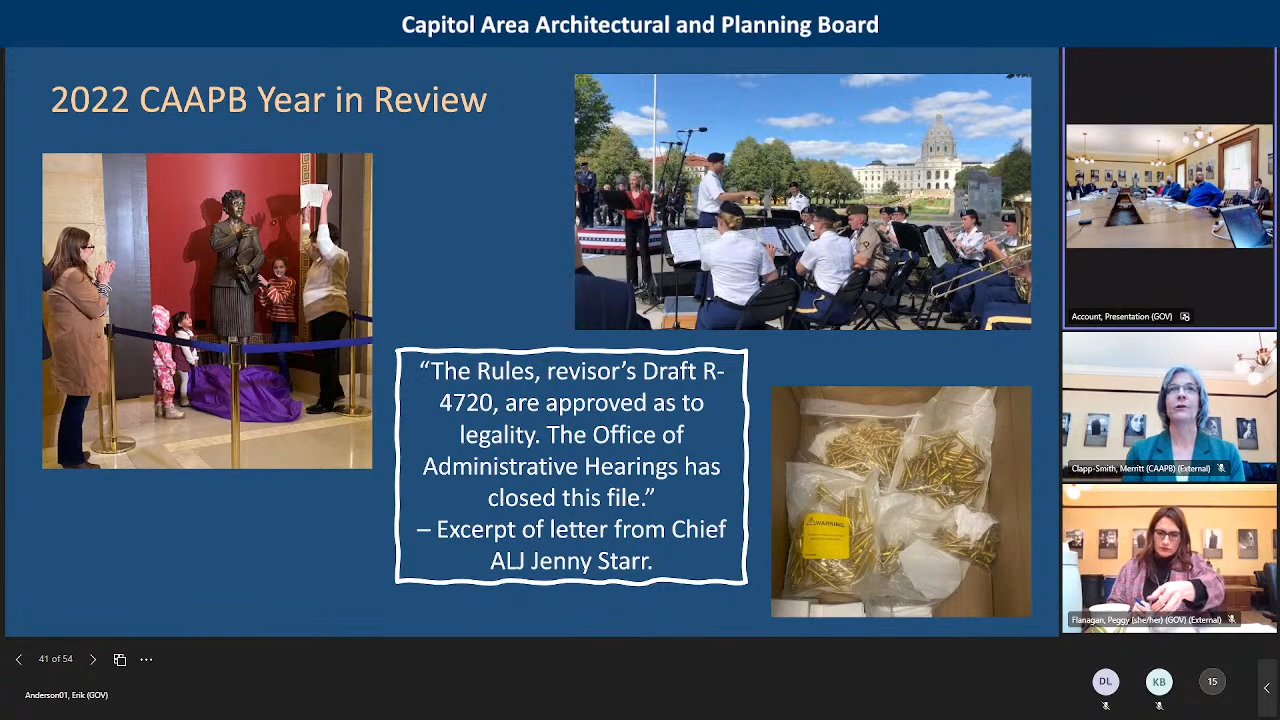 Capitol Area Architectural and Planning Board
2022 CAAPB Year in Review
“The Rules, revisor’s Draft R-
4720, are approved as to
legality. The Office of
Administrative Hearings has
closed this file.”
– Excerpt of letter from Chief
ALJ Jenny Starr.
WARNING
Account, Presentation (GOV)
Clapp-Smith, Merritt (CAAPB) (External)
Flanagan, Peggy (she/her) (GOV) (External)
41 of 54
Anderson01, Erik (GOV)
DL
KB
15